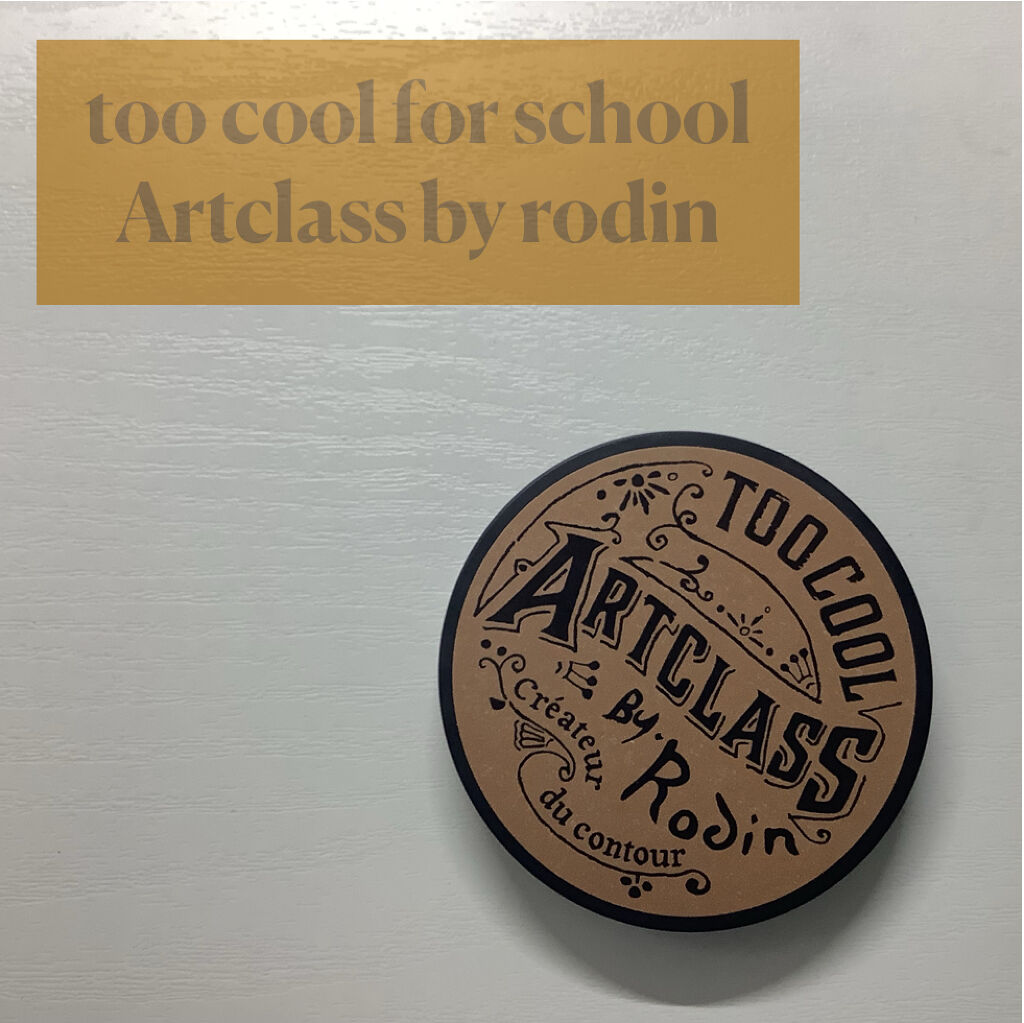 too cool for school
Artclass by rodin
TOO COOL
ARTCLASS
By Rodin
Créateur
du contour